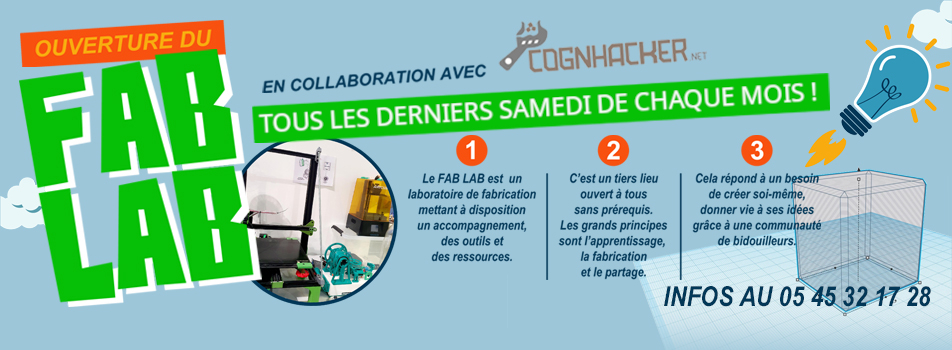 OUVERTURE DU
FAB
LAB
EN COLLABORATION AVEC
COGNHACKER.NET
TOUS LES DERNIERS SAMEDI DE CHAQUE MOIS !
1
Le FAB LAB est un
laboratoire de fabrication
mettant à disposition
un accompagnement,
des outils et
des ressources.
2
C'est un tiers lieu
ouvert à tous
sans prérequis.
Les grands principes
sont l'apprentissage,
la fabrication
et le partage.
3
Cela répond à un besoin
de créer soi-même,
donner vie à ses idées
grâce à une communauté
de bidouilleurs.
INFOS AU 05 45 32 17 28